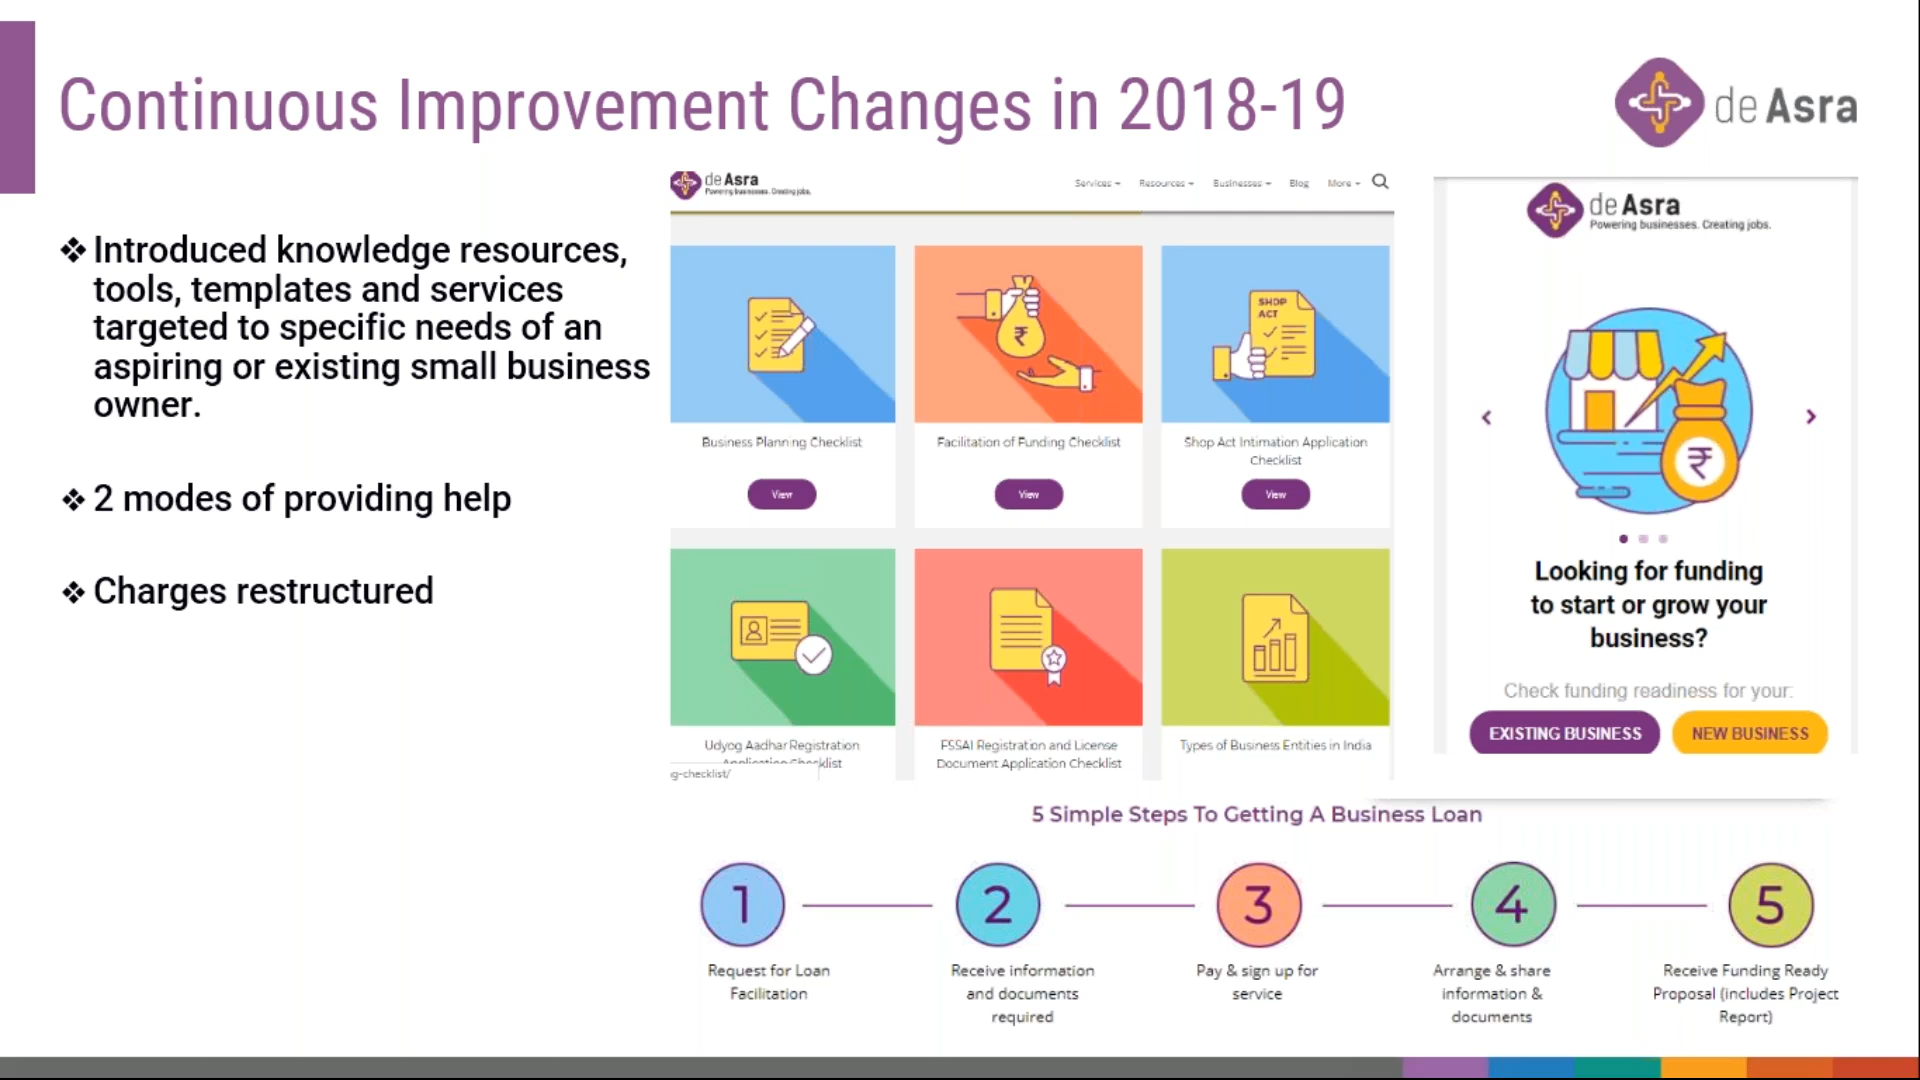 Continuous Improvement Changes in 2018-19
de Asra
❖ Introduced knowledge resources,
tools, templates and services
targeted to specific needs of an
aspiring or existing small business
owner.
❖ 2 modes of providing help
❖ Charges restructured
de Asra
Powering businesses. Creating jobs.
Services
Resources
Businesses
Blog
More
SHOP
ACT
Business Planning Checklist
Facilitation of Funding Checklist
Shop Act Intimation Application
Checklist
View
View
View
Udyog Aadhar Registration
Application Checklist
FSSAI Registration and License
Document Application Checklist
Types of Business Entities in India
g-checklist/
de Asra
Powering businesses. Creating jobs.
₹
Looking for funding
to start or grow your
business?
Check funding readiness for your:
EXISTING BUSINESS
NEW BUSINESS
5 Simple Steps To Getting A Business Loan
1
2
3
4
5
Request for Loan
Facilitation
Receive information
and documents
required
Pay & sign up for
service
Arrange & share
information &
documents
Receive Funding Ready
Proposal (includes Project
Report)